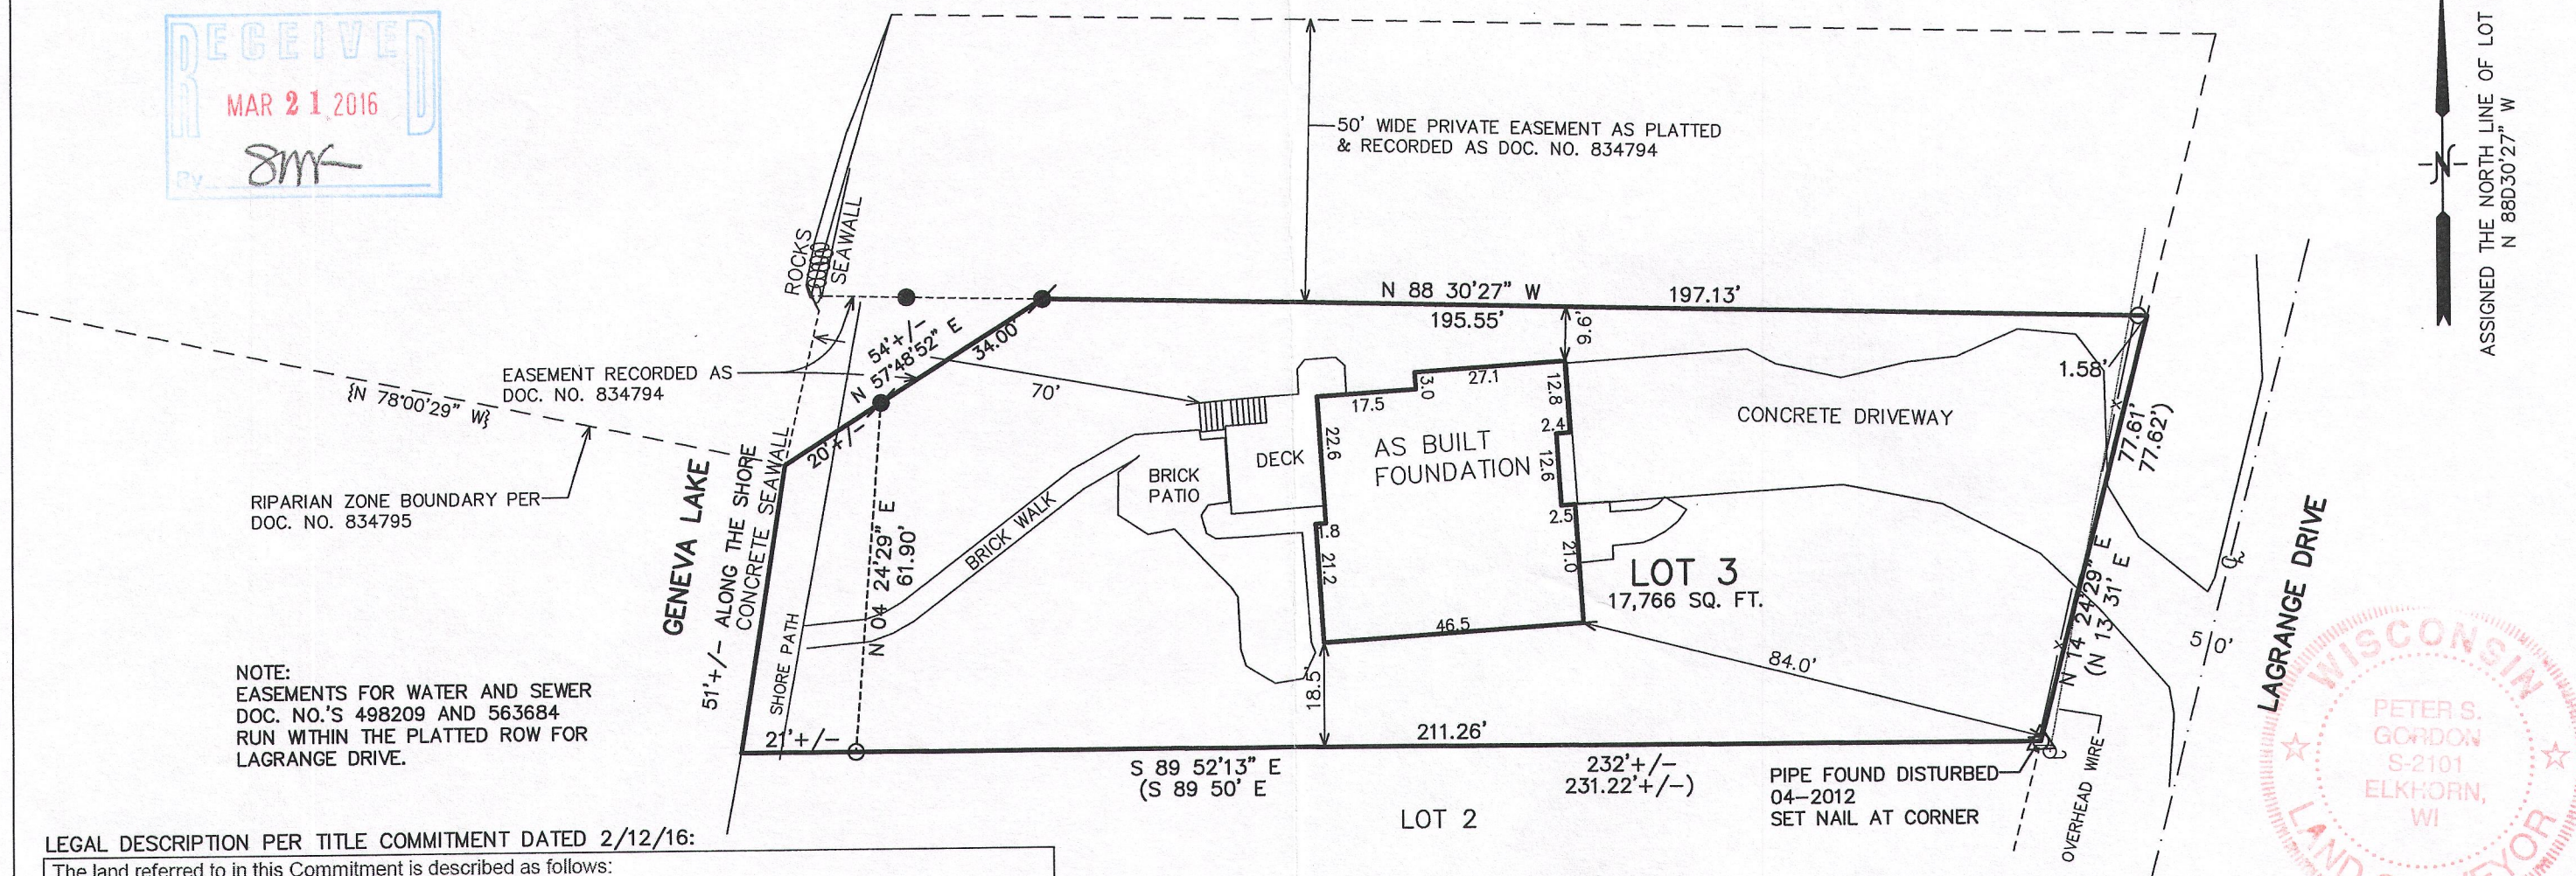 RECEIVED
MAR 21 2016
By
50' WIDE PRIVATE EASEMENT AS PLATTED
& RECORDED AS DOC. NO. 834794
ASSIGNED THE NORTH LINE OF LOT
N 88D30'27" W
N
ROCKS
SEAWALL
N 88 30'27" W
197.13'
195.55'
9.9'
1.58'
54'+/-
N 57°48'52" E
34.00'
EASEMENT RECORDED AS
DOC. NO. 834794
70'
{N 78°00'29" W}
20'+/-
RIPARIAN ZONE BOUNDARY PER
DOC. NO. 834795
GENEVA LAKE
51'+/- ALONG THE SHORE
CONCRETE SEAWALL
SHORE PATH
N 04 24'29" E
61.90'
BRICK WALK
BRICK
PATIO
DECK
17.5
3.0
27.1
12.8
2.4
12.6
2.5
21.0
22.6
1.8
21.2
46.5
AS BUILT
FOUNDATION
CONCRETE DRIVEWAY
LOT 3
17,766 SQ. FT.
84.0'
18.5'
77.61'
77.62')
N 14 24'29" E
(N 13 31' E
50'
LAGRANGE DRIVE
NOTE:
EASEMENTS FOR WATER AND SEWER
DOC. NO.'S 498209 AND 563684
RUN WITHIN THE PLATTED ROW FOR
LAGRANGE DRIVE.
21'+/-
211.26'
S 89 52'13" E
(S 89 50' E
232'+/-
231.22'+/-)
LOT 2
PIPE FOUND DISTURBED
04-2012
SET NAIL AT CORNER
OVERHEAD WIRE
WISCONSIN
PETER S.
GORDON
S-2101
ELKHORN,
WI
LAND SURVEYOR
LEGAL DESCRIPTION PER TITLE COMMITMENT DATED 2/12/16:
The land referred to in this Commitment is described as follows: